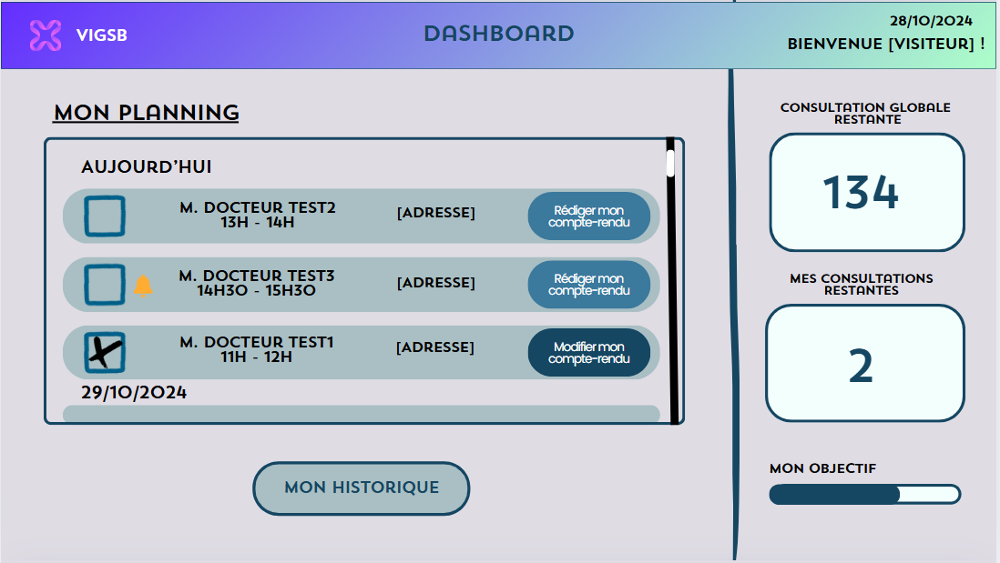 VIGSB
DASHBOARD
28/10/2024
BIENVENUE [VISITEUR] !
MON PLANNING
AUJOURD'HUI
M. DOCTEUR TEST2
13H - 14H
[ADRESSE]
Rédiger mon
compte-rendu
M. DOCTEUR TEST3
14H30 - 15H30
[ADRESSE]
Rédiger mon
compte-rendu
M. DOCTEUR TEST1
11H - 12H
[ADRESSE]
Modifier mon
compte-rendu
29/10/2024
MON HISTORIQUE
CONSULTATION GLOBALE
RESTANTE
134
MES CONSULTATIONS
RESTANTES
2
MON OBJECTIF